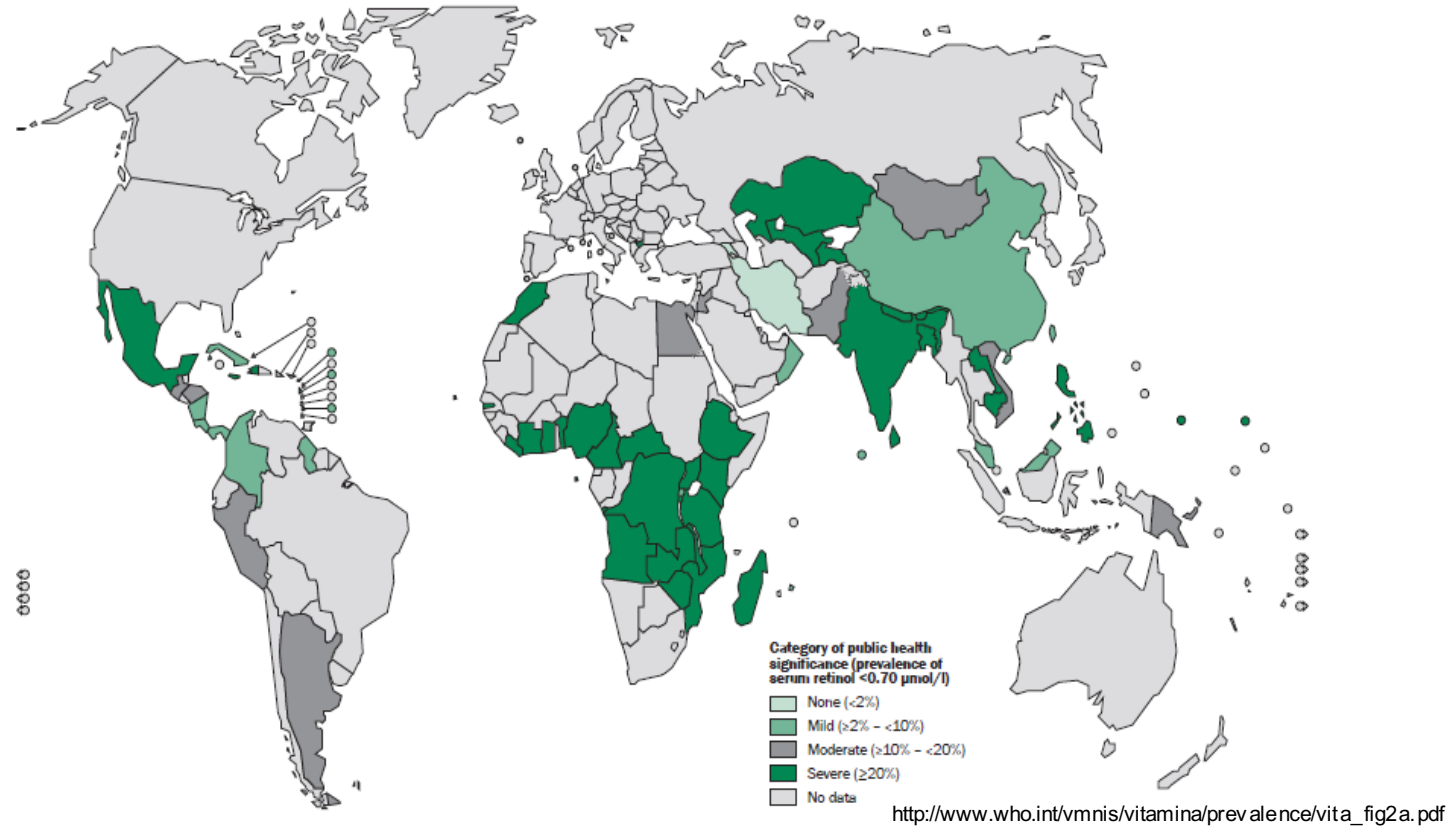 Category of public health
significance (prevalence of
serum retinol <0.70 µmol/l)
None (<2%)
Mild (≥2% – <10%)
Moderate (≥10% – <20%)
Severe (≥20%)
No data
http://www.who.int/vmnis/vitamina/prevalence/vita_fig2a.pdf